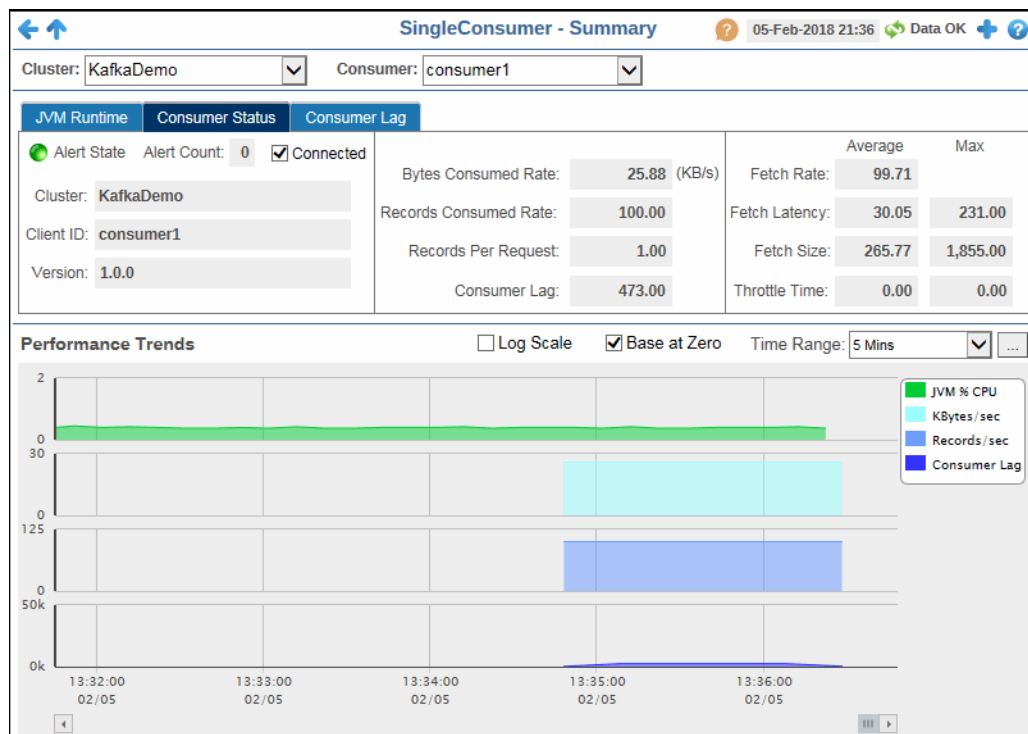 SingleConsumer - Summary
? 05-Feb-2018 21:36 Data OK ?
Cluster: KafkaDemo Consumer: consumer1
JVM Runtime Consumer Status Consumer Lag
Alert State Alert Count: 0 Connected
Cluster: KafkaDemo
Client ID: consumer1
Version: 1.0.0
Bytes Consumed Rate: 25.88 (KB/s)
Records Consumed Rate: 100.00
Records Per Request: 1.00
Consumer Lag: 473.00
Average Max
Fetch Rate: 99.71
Fetch Latency: 30.05 231.00
Fetch Size: 265.77 1,855.00
Throttle Time: 0.00 0.00
Performance Trends Log Scale Base at Zero Time Range: 5 Mins ...
2
0
30
0
125
0
50k
0k
13:32:00 13:33:00 13:34:00 13:35:00 13:36:00
02/05 02/05 02/05 02/05 02/05
JVM % CPU
KBytes/sec
Records/sec
Consumer Lag